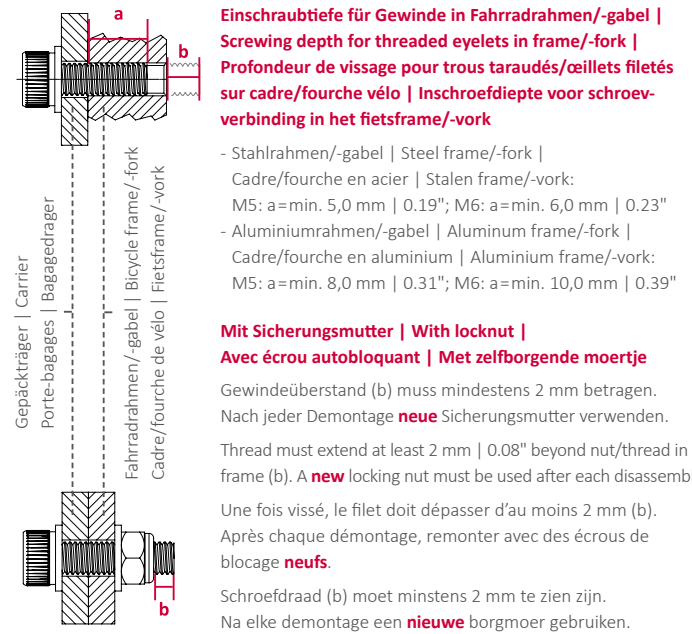 a
b
Einschraubtiefe für Gewinde in Fahrradrahmen/-gabel |
Screwing depth for threaded eyelets in frame/-fork |
Profondeur de vissage pour trous taraudés/œillets filetés
sur cadre/fourche vélo | Inschroefdiepte voor schroev-
verbinding in het fietsframe/-vork
- Stahlrahmen/-gabel | Steel frame/-fork |
Cadre/fourche en acier | Stalen frame/-vork:
M5: a=min. 5,0 mm | 0.19"; M6: a=min. 6,0 mm | 0.23"
- Aluminiumrahmen/-gabel | Aluminum frame/-fork |
Cadre/fourche en aluminium | Aluminium frame/-vork:
M5: a=min. 8,0 mm | 0.31"; M6: a=min. 10,0 mm | 0.39"
Gepäckträger | Carrier
Porte-bagages | Bagagedrager
Fahrradrahmen/-gabel | Bicycle frame/-fork
Cadre/fourche de vélo | Fietsframe/-vork
Mit Sicherungsmutter | With locknut |
Avec écrou autobloquant | Met zelfborgende moertje
Gewindeüberstand (b) muss mindestens 2 mm betragen.
Nach jeder Demontage neue Sicherungsmutter verwenden.
Thread must extend at least 2 mm | 0.08" beyond nut/thread in
frame (b). A new locking nut must be used after each disassemb
Une fois vissé, le filet doit dépasser d'au moins 2 mm (b).
Après chaque démontage, remonter avec des écrous de
blocage neufs.
Schroefdraad (b) moet minstens 2 mm te zien zijn.
Na elke demontage een nieuwe borgmoer gebruiken.
b